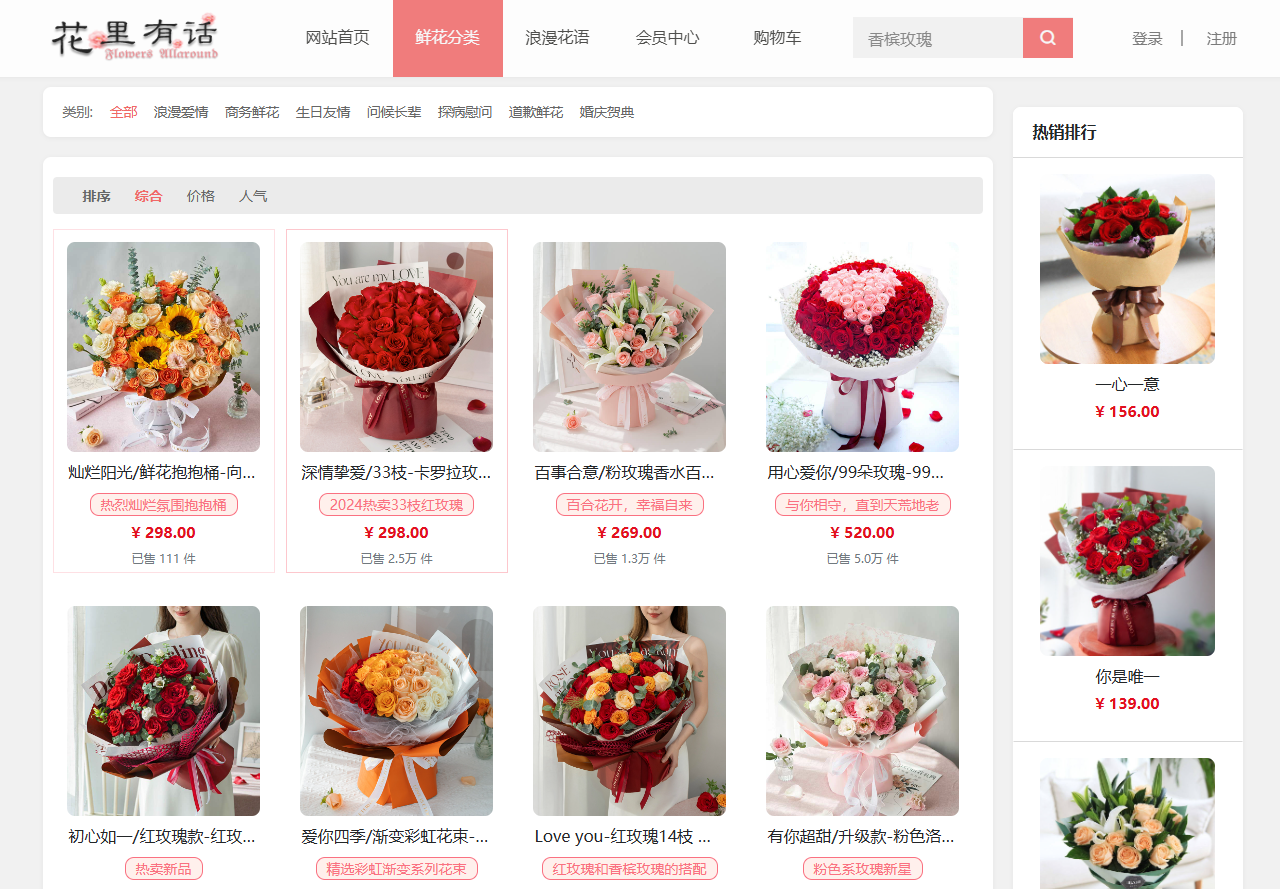 花里有话
Flowers Allaround
网站首页 鲜花分类 浪漫花语 会员中心 购物车 香槟玫瑰 登录 | 注册
类别: 全部 浪漫爱情 商务鲜花 生日友情 问候长辈 探病慰问 道歉鲜花 婚庆贺典
热销排行
排序 综合 价格 人气
You are my LOVE
一心一意
¥ 156.00
灿烂阳光/鲜花抱抱桶-向...
热烈灿烂氛围抱抱桶
¥ 298.00
已售 111 件
深情挚爱/33枝-卡罗拉玫...
2024热卖33枝红玫瑰
¥ 298.00
已售 2.5万 件
百事合意/粉玫瑰香水百...
百合花开，幸福自来
¥ 269.00
已售 1.3万 件
用心爱你/99朵玫瑰-99...
与你相守，直到天荒地老
¥ 520.00
已售 5.0万 件
你是唯一
¥ 139.00
初心如一/红玫瑰款-红玫...
热卖新品
爱你四季/渐变彩虹花束-...
精选彩虹渐变系列花束
Love you-红玫瑰14枝 ...
红玫瑰和香槟玫瑰的搭配
有你超甜/升级款-粉色洛...
粉色系玫瑰新星